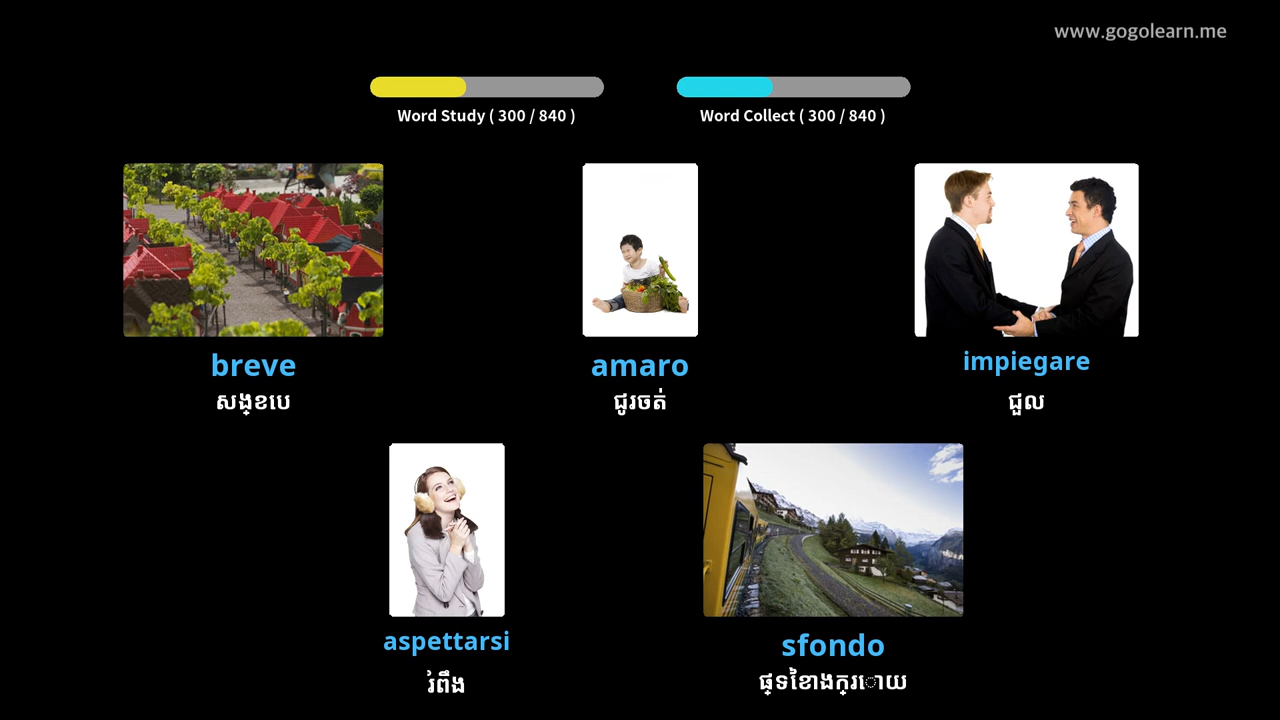 www.gogolearn.me
Word Study ( 300 / 840 )
Word Collect ( 300 / 840 )
breve
សង្ខេប
amaro
ជូរចត់
impiegare
ជួល
aspettarsi
រំពឹង
sfondo
ផ្ទៃខាងក្រោយ